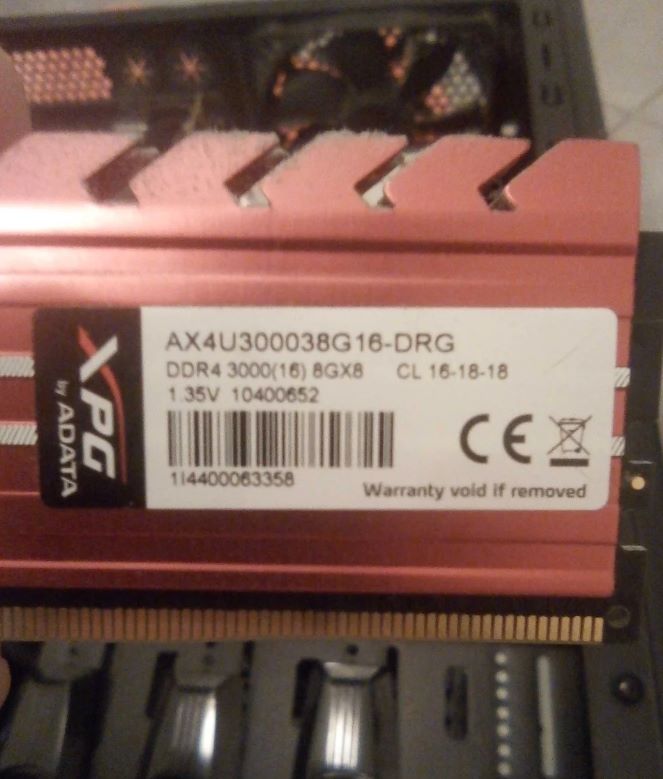 AX4U300038G16-DRG
DDR4 3000(16) 8GX8 CL 16-18-18
1.35V 10400652
1I4400063358
Warranty void if removed
CE
XPG
by ADATA